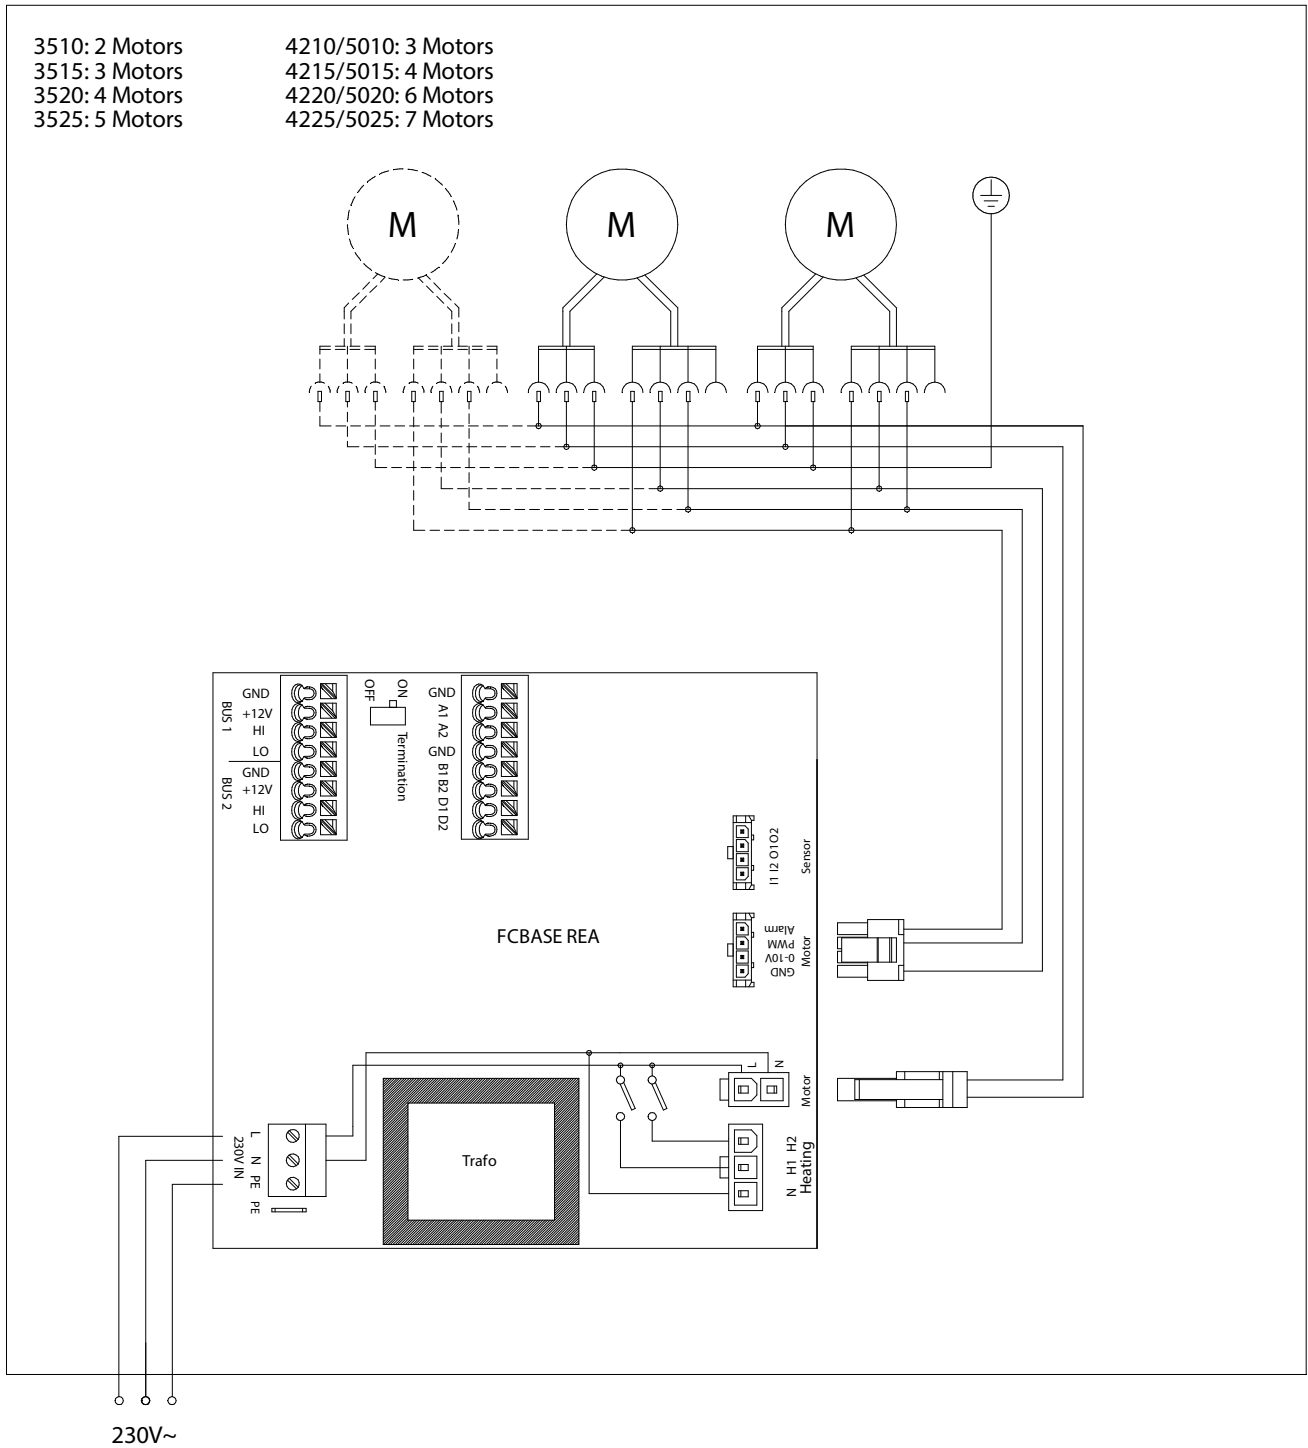 3510: 2 Motors
3515: 3 Motors
3520: 4 Motors
3525: 5 Motors
4210/5010: 3 Motors
4215/5015: 4 Motors
4220/5020: 6 Motors
4225/5025: 7 Motors
M
M
M
BUS 1
GND
+12V
HI
LO
BUS 2
GND
+12V
HI
LO
OFF
ON
Termination
GND
A1 A2
GND
B1 B2 D1 D2
I1 I2 O1 O2
Sensor
FCBASE REA
Alarm
PWM
0-10V
GND
Motor
L
N
Motor
Trafo
N H1 H2
Heating
230V IN
L
N
PE
PE
230V~